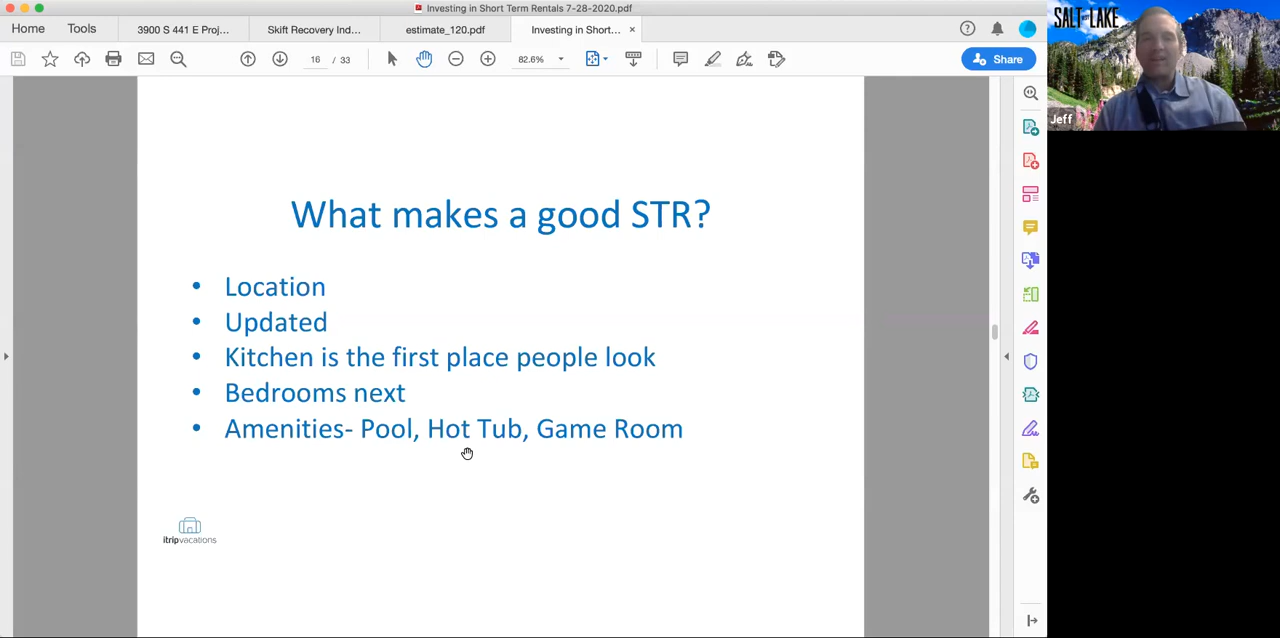 Investing in Short Term Rentals 7-28-2020.pdf
Home
Tools
3900 S 441 E Proj...
Skift Recovery Ind...
estimate_120.pdf
Investing in Short... ×
16 / 33
82.6%
Share
SALT LAKE
Jeff
What makes a good STR?
• Location
• Updated
• Kitchen is the first place people look
• Bedrooms next
• Amenities- Pool, Hot Tub, Game Room
itripvacations